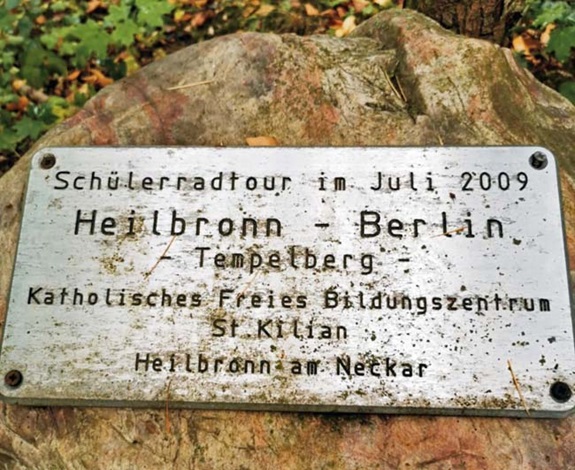 Schülerradtour im Juli 2009
Heilbronn - Berlin
- Tempelberg -
Katholisches Freies Bildungszentrum
St.Kilian
Heilbronn am Neckar